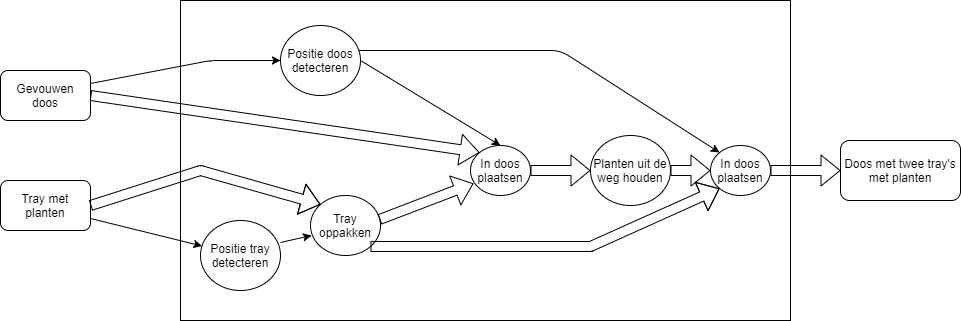 Positie doos
detecteren
Gevouwen
doos
In doos
plaatsen
Planten uit de
weg houden
In doos
plaatsen
Doos met twee tray's
met planten
Tray met
planten
Tray
oppakken
Positie tray
detecteren